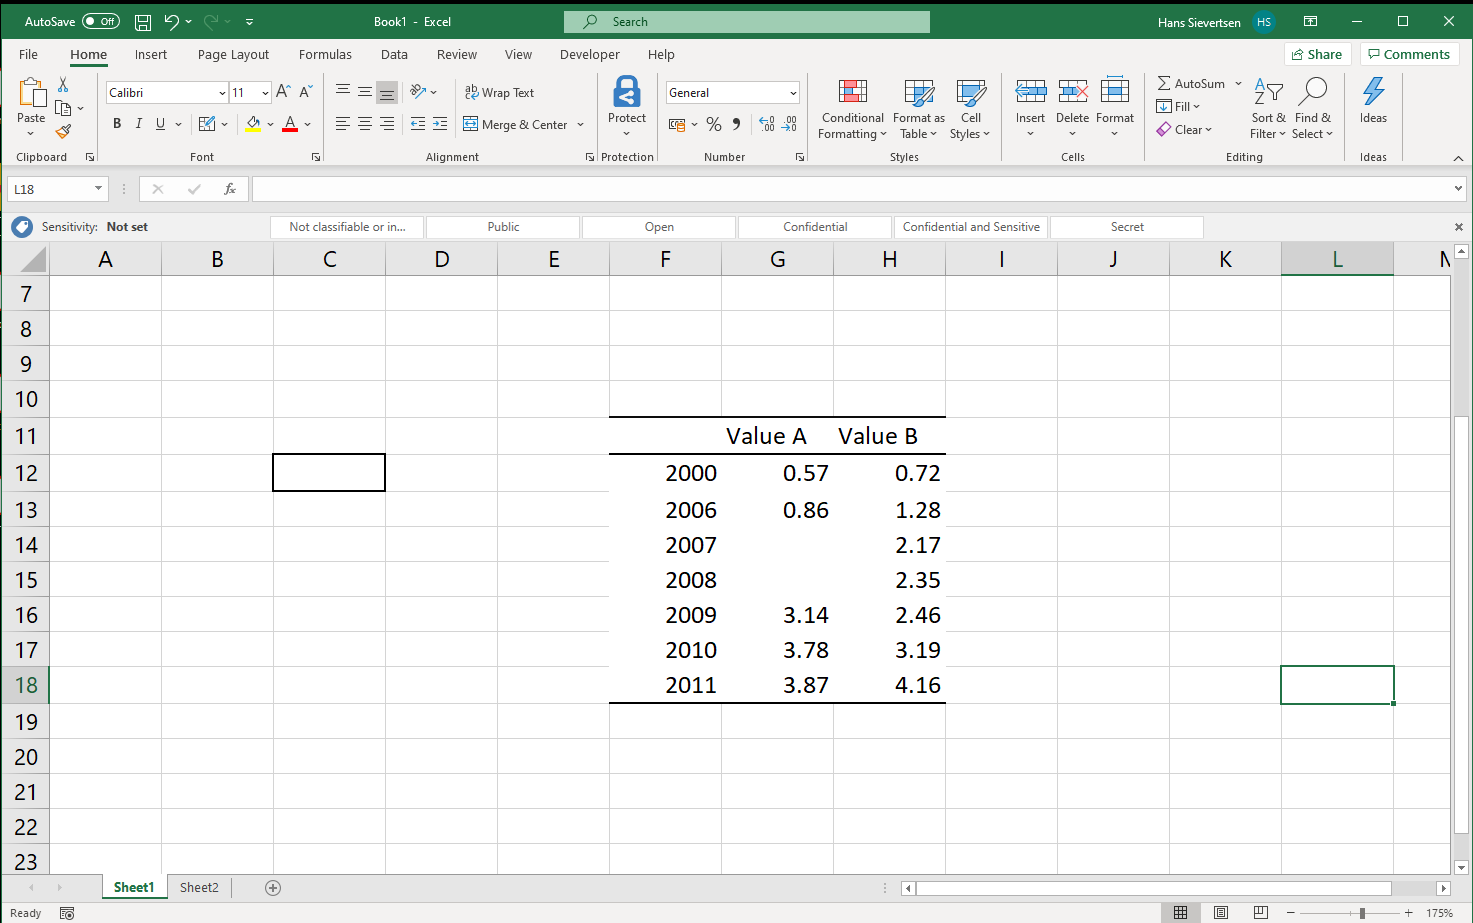 AutoSave Off Book1 - Excel Search Hans Sievertsen HS
File Home Insert Page Layout Formulas Data Review View Developer Help Share Comments
Paste Calibri 11 A A Wrap Text Protect General Conditional Formatting Format as Table Cell Styles Insert Delete Format AutoSum Sort & Filter Find & Select Ideas
B I U A Merge & Center % Fill
Clear
Clipboard Font Alignment Protection Number Styles Cells Editing Ideas
L18 fx
Sensitivity: Not set Not classifiable or in... Public Open Confidential Confidential and Sensitive Secret
A B C D E F G H I J K L M
7
8
9
10
11 Value A Value B
12 2000 0.57 0.72
13 2006 0.86 1.28
14 2007 2.17
15 2008 2.35
16 2009 3.14 2.46
17 2010 3.78 3.19
18 2011 3.87 4.16
19
20
21
22
23
Sheet1 Sheet2
Ready 175%